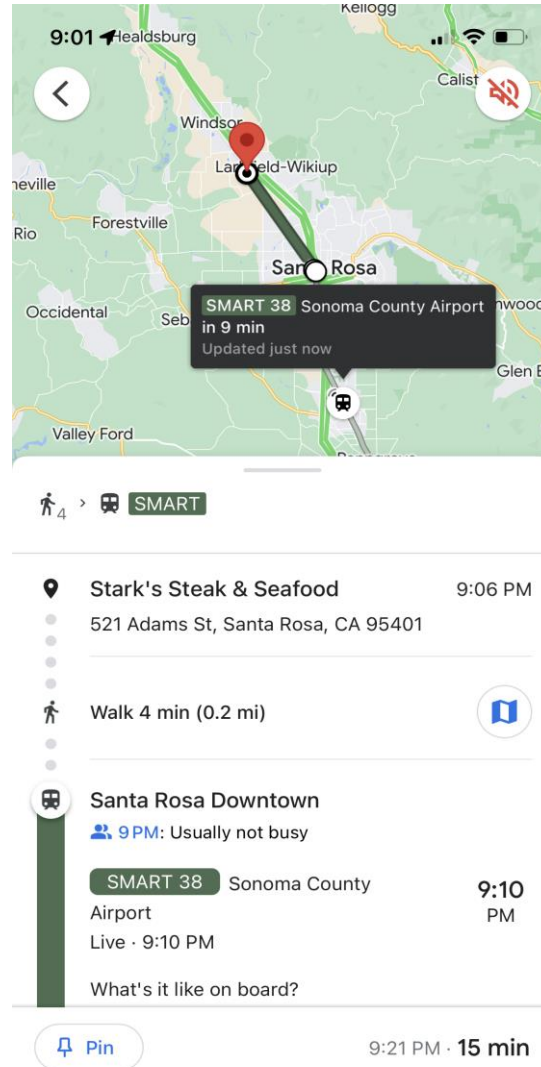 Kellogg
9:01
Healdsburg
Calist
Windsor
Larkfield-Wikiup
neville
Forestville
Rio
Santa Rosa
Occidental
Seb
SMART 38 Sonoma County Airport
nwood
in 9 min
Updated just now
Glen E
Valley Ford
4 > SMART
Stark's Steak & Seafood 9:06 PM
521 Adams St, Santa Rosa, CA 95401
Walk 4 min (0.2 mi)
Santa Rosa Downtown
9 PM: Usually not busy
SMART 38 Sonoma County
Airport
9:10
PM
Live · 9:10 PM
What's it like on board?
Pin 9:21 PM · 15 min